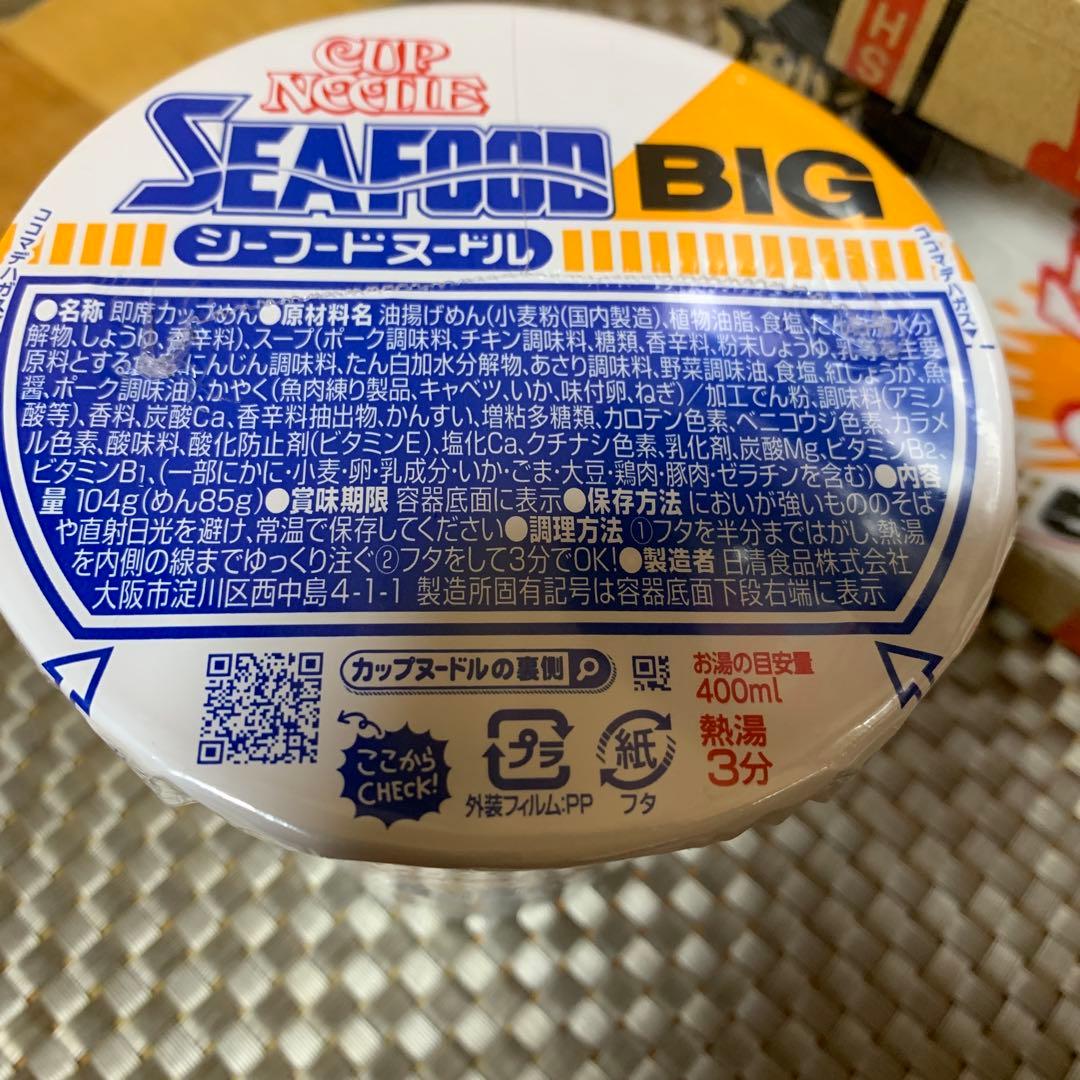 CUP
NOODLE
SEAFOOD BIG
シーフードヌードル
●名称 即席カップめん●原材料名 油揚げめん(小麦粉(国内製造)、植物油脂、食塩、たん白加水分
解物、しょうゆ、香辛料)、スープ(ポーク調味料、チキン調味料、糖類、香辛料、粉末しょうゆ、
原料とする にんじん調味料、たん白加水分解物、あさり調味料、野菜調味油、食塩、紅しょうが、魚
醤、ポーク調味油)、かやく(魚肉練り製品、キャベツ、いか、味付卵、ねぎ)/加工でん粉、調味料(アミノ
酸等)、香料、炭酸Ca、香辛料抽出物、かんすい、増粘多糖類、カロテン色素、ベニコウジ色素、カラメ
ル色素、酸味料、酸化防止剤(ビタミンE)、塩化Ca、クチナシ色素、乳化剤、炭酸Mg、ビタミンB2、
ビタミンB1、(一部にかに・小麦・卵・乳成分・いか・ごま・大豆・鶏肉・豚肉・ゼラチンを含む)●内容
量 104g(めん85g)●賞味期限 容器底面に表示●保存方法 においが強いもののそば
や直射日光を避け、常温で保存してください●調理方法 ①フタを半分まではがし、熱湯
を内側の線までゆっくり注ぐ②フタをして3分でOK!●製造者 日清食品株式会社
大阪市淀川区西中島4-1-1 製造所固有記号は容器底面下段右端に表示
カップヌードルの裏側
お湯の目安量
400ml
熱湯
3分
ここから
CHECK!
プラ
外装フィルム:PP
紙
フタ
HS